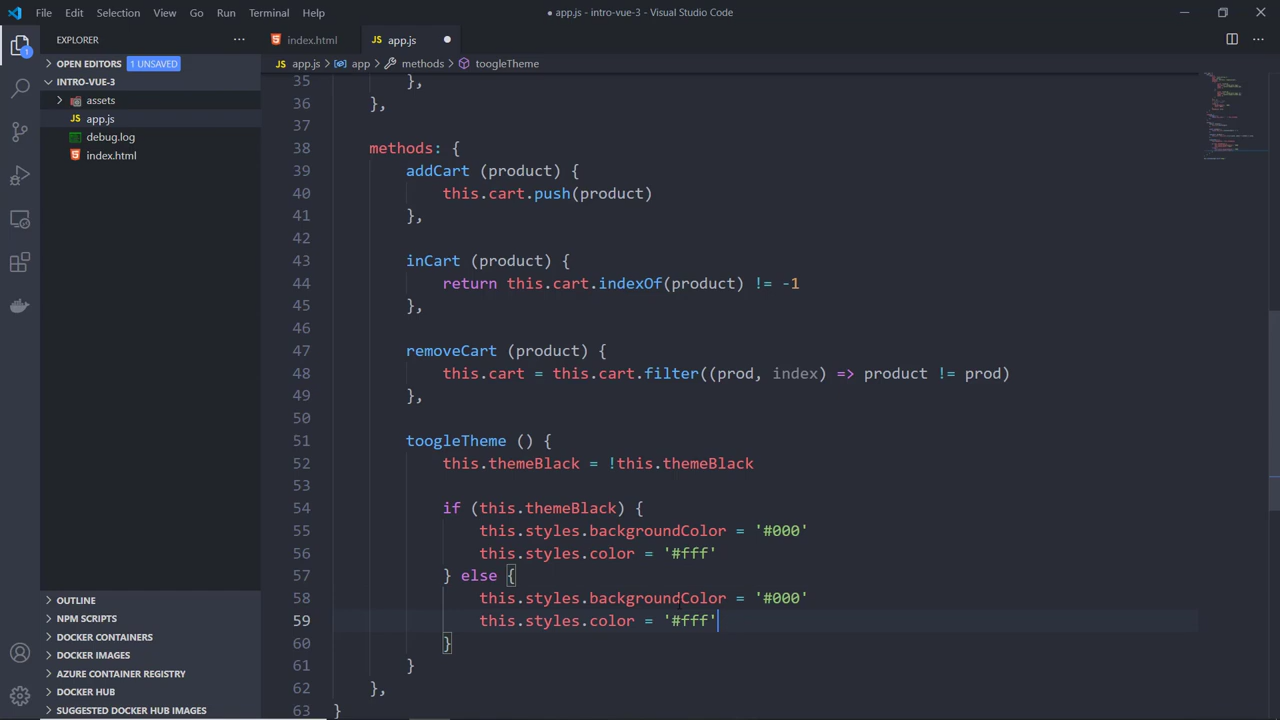 File Edit Selection View Go Run Terminal Help
● app.js - intro-vue-3 - Visual Studio Code
EXPLORER
OPEN EDITORS 1 UNSAVED
INTRO-VUE-3
assets
app.js
debug.log
index.html
OUTLINE
NPM SCRIPTS
DOCKER CONTAINERS
DOCKER IMAGES
AZURE CONTAINER REGISTRY
DOCKER HUB
SUGGESTED DOCKER HUB IMAGES
1
index.html
JS app.js
JS app.js > app > methods > toogleTheme
35 },
36 },
37
38 methods: {
39 addCart (product) {
40 this.cart.push(product)
41 },
42
43 inCart (product) {
44 return this.cart.indexOf(product) != -1
45 },
46
47 removeCart (product) {
48 this.cart = this.cart.filter((prod, index) => product != prod)
49 },
50
51 toogleTheme () {
52 this.themeBlack = !this.themeBlack
53
54 if (this.themeBlack) {
55 this.styles.backgroundColor = '#000'
56 this.styles.color = '#fff'
57 } else {
58 this.styles.backgroundColor = '#000'
59 this.styles.color = '#fff'
60 }
61 }
62 },
63 }